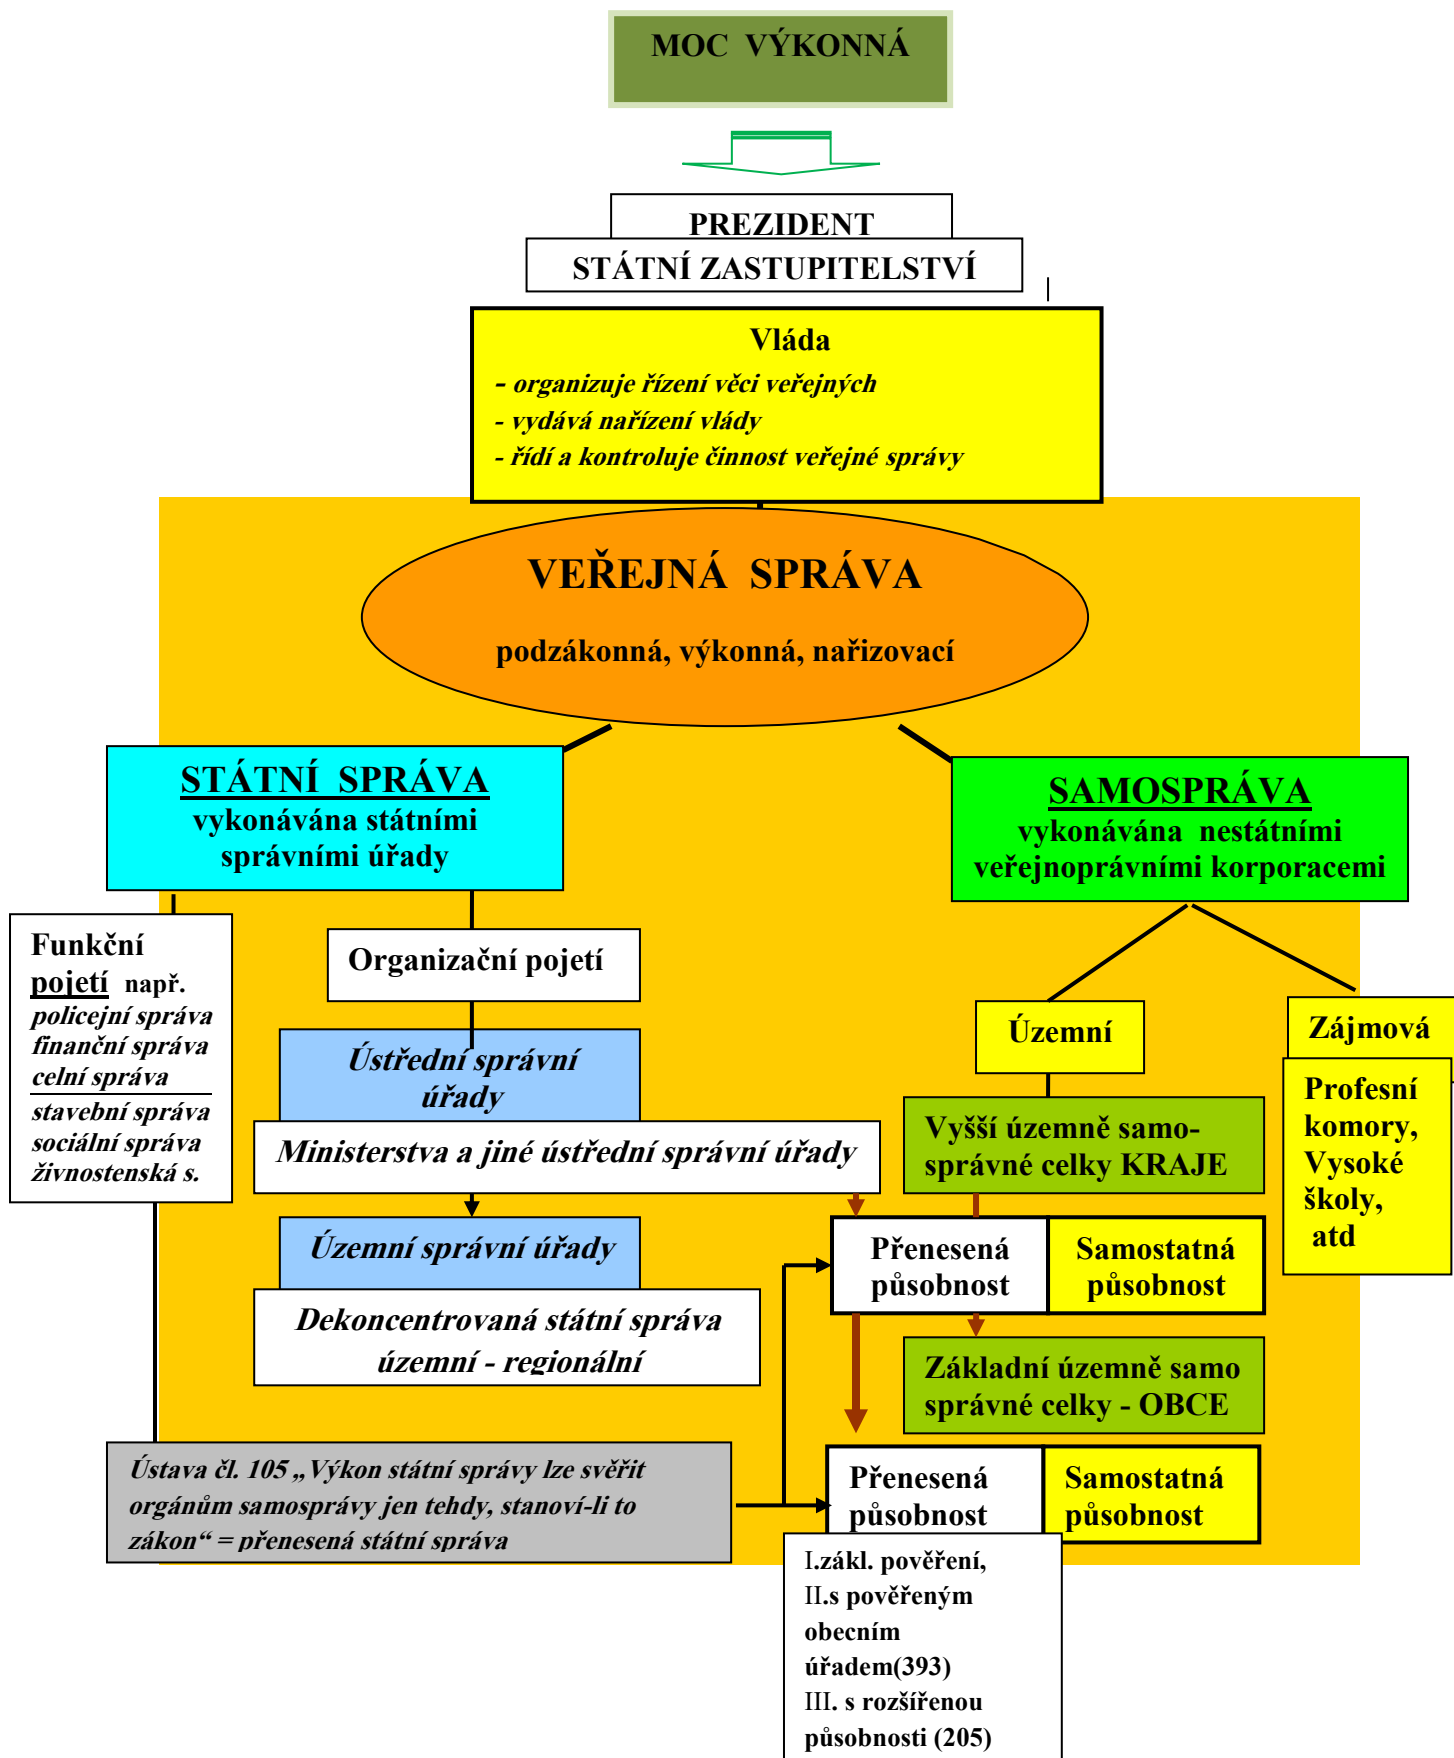 MOC VÝKONNÁ
PREZIDENT
STÁTNÍ ZASTUPITELSTVÍ
Vláda
- organizuje řízení věci veřejných
- vydává nařízení vlády
- řídí a kontroluje činnost veřejné správy
VEŘEJNÁ SPRÁVA
podzákonná, výkonná, nařizovací
STÁTNÍ SPRÁVA
vykonávána státními
správními úřady
SAMOSPRÁVA
vykonávána nestátními
veřejnoprávními korporacemi
Funkční
pojetí např.
policejní správa
finanční správa
celní správa
stavební správa
sociální správa
živnostenská s.
Organizační pojetí
Ústřední správní
úřady
Ministerstva a jiné ústřední správní úřady
Územní správní úřady
Dekoncentrovaná státní správa
územní - regionální
Územní
Zájmová
Profesní
komory,
Vysoké
školy,
atd
Vyšší územně samo-
správné celky KRAJE
Přenesená
působnost
Samostatná
působnost
Základní územně samo
správné celky - OBCE
Ústava čl. 105 „Výkon státní správy lze svěřit
orgánům samosprávy jen tehdy, stanoví-li to
zákon“ = přenesená státní správa
Přenesená
působnost
Samostatná
působnost
I.zákl. pověření,
II.s pověřeným
obecním
úřadem(393)
III. s rozšířenou
působnosti (205)